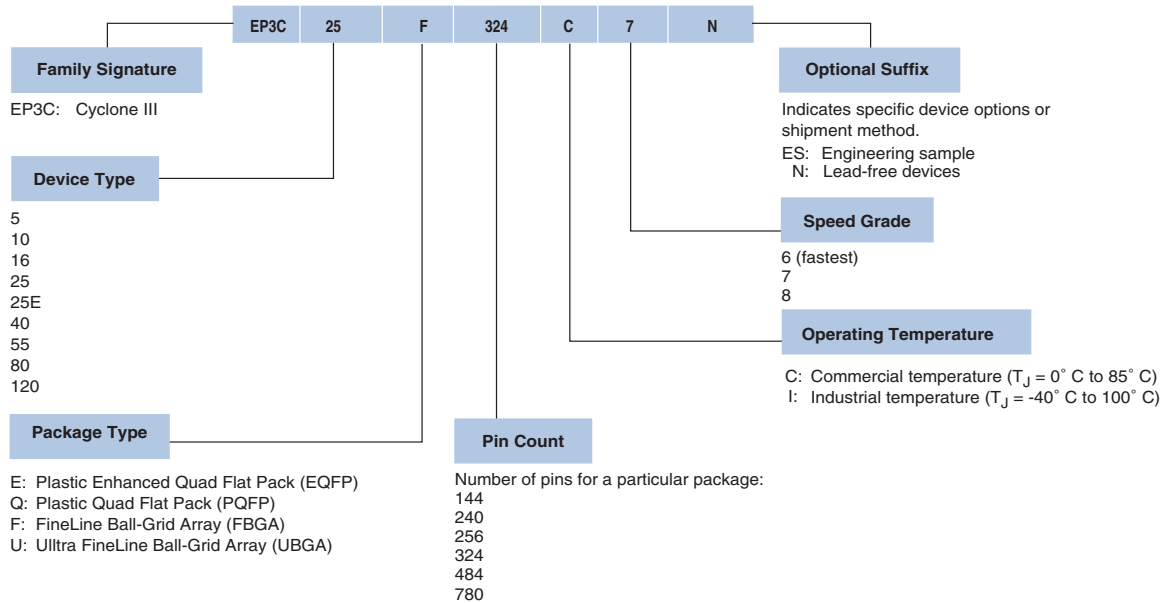 EP3C 25 F 324 C 7 N
Family Signature
EP3C: Cyclone III
Optional Suffix
Indicates specific device options or
shipment method.
ES: Engineering sample
N: Lead-free devices
Device Type
5
10
16
25
25E
40
55
80
120
Speed Grade
6 (fastest)
7
8
Operating Temperature
C: Commercial temperature (TJ = 0° C to 85° C)
I: Industrial temperature (TJ = -40° C to 100° C)
Package Type
E: Plastic Enhanced Quad Flat Pack (EQFP)
Q: Plastic Quad Flat Pack (PQFP)
F: FineLine Ball-Grid Array (FBGA)
U: Ulltra FineLine Ball-Grid Array (UBGA)
Pin Count
Number of pins for a particular package:
144
240
256
324
484
780